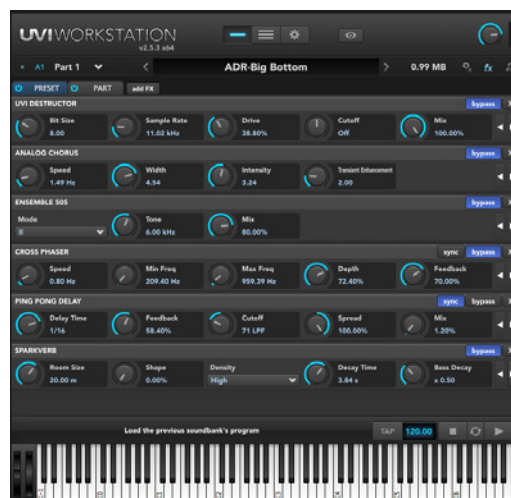 UVIWORKSTATION
v2.5.3 x64
A1 Part 1 ADR-Big Bottom 0.99 MB fx
PRESET PART add FX
UVI DESTRUCTOR bypass
Bit Size Sample Rate Drive Cutoff Mix
8.00 11.02 kHz 38.80% Off 100.00%
ANALOG CHORUS bypass
Speed Width Intensity Transient Enhancement
1.49 Hz 4.54 3.24 2.00
ENSEMBLE 505 bypass
Mode Tone Mix
II 6.00 kHz 80.00%
CROSS PHASER sync bypass
Speed Min Freq Max Freq Depth Feedback
0.80 Hz 209.40 Hz 959.39 Hz 72.40% 70.00%
PING PONG DELAY sync bypass
Delay Time Feedback Cutoff Spread Mix
1/16 58.40% 71 LPF 100.00% 1.20%
SPARKVERB bypass
Room Size Shape Density Decay Time Bass Decay
20.00 m 0.00% High 3.84 s x 0.50
Load the previous soundbank's program TAP 120.00